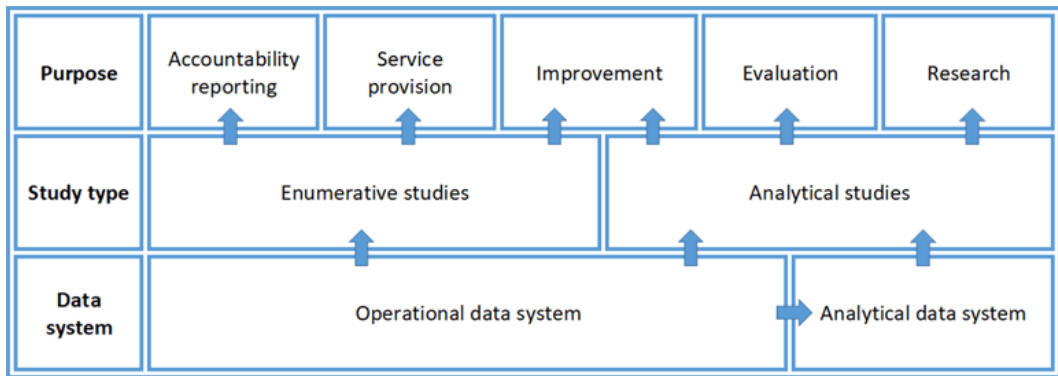 Purpose
Accountability
reporting
Service
provision
Improvement
Evaluation
Research
Study type
Enumerative studies
Analytical studies
Data
system
Operational data system
Analytical data system